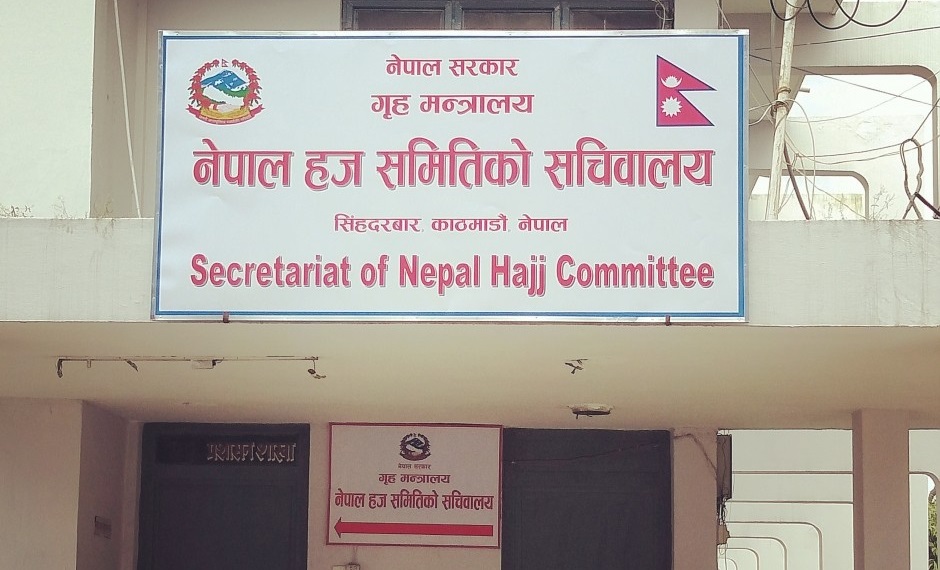 नेपाल सरकार
गृह मन्त्रालय
नेपाल हज समितिको सचिवालय
सिंहदरबार, काठमाडौं, नेपाल
Secretariat of Nepal Hajj Committee
नेपाल सरकार
गृह मन्त्रालय
नेपाल हज समितिको सचिवालय